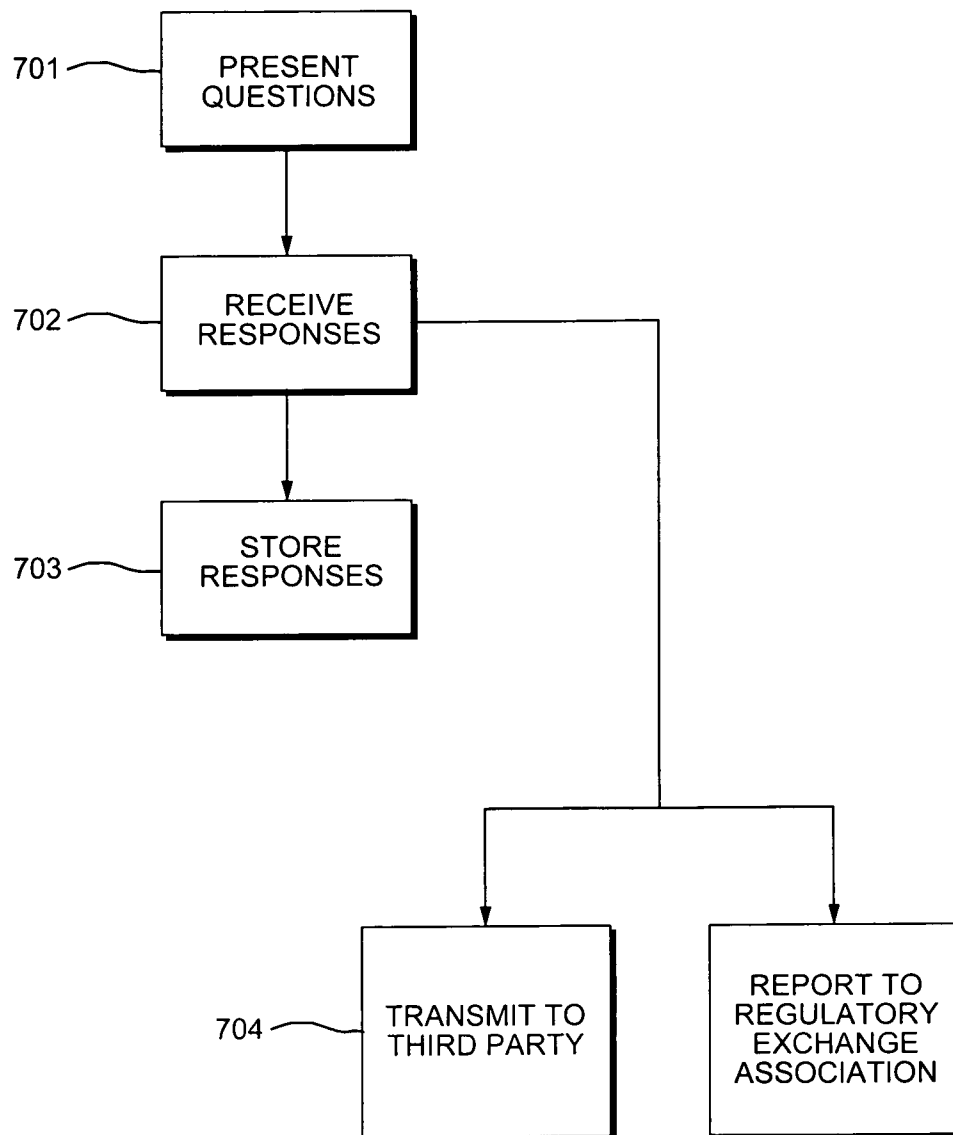 701
PRESENT
QUESTIONS
702
RECEIVE
RESPONSES
703
STORE
RESPONSES
704
TRANSMIT TO
THIRD PARTY
REPORT TO
REGULATORY
EXCHANGE
ASSOCIATION